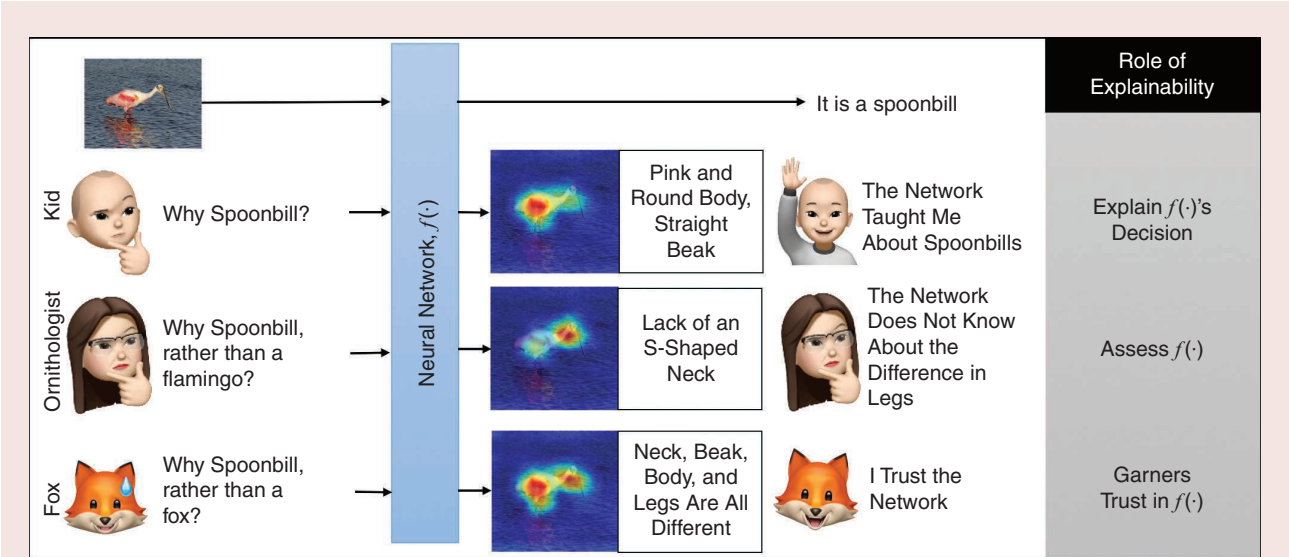 Role of
Explainability
It is a spoonbill
Kid
Why Spoonbill?
Neural Network, f(·)
Pink and
Round Body,
Straight
Beak
The Network
Taught Me
About Spoonbills
Explain f(·)’s
Decision
Ornithologist
Why Spoonbill,
rather than a
flamingo?
Lack of an
S-Shaped
Neck
The Network
Does Not Know
About the
Difference in
Legs
Assess f(·)
Fox
Why Spoonbill,
rather than a
fox?
Neck, Beak,
Body, and
Legs Are All
Different
I Trust the
Network
Garners
Trust in f(·)